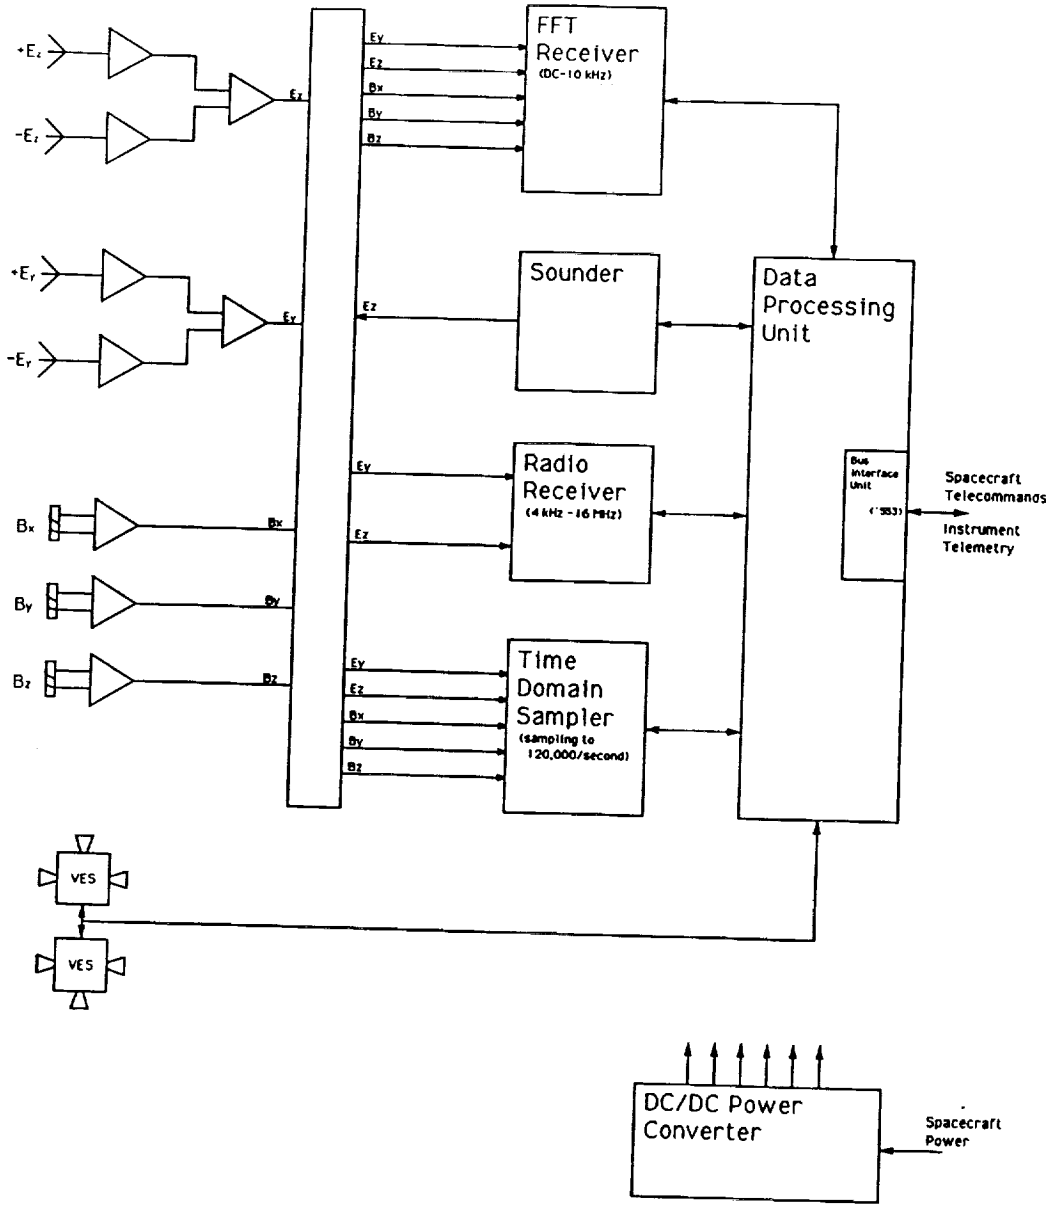 +Ez
-Ez
Ez
+EY
-EY
Ey
Bx
By
Bz
Bx
By
Bz
Ey
Ez
Bx
By
Bz
FFT
Receiver
(DC-10 kHz)
Ez
Sounder
Ey
Ez
Radio
Receiver
(4 kHz - 16 MHz)
Ey
Ez
Bx
By
Bz
Time
Domain
Sampler
(sampling to
120,000/second)
Data
Processing
Unit
Bus
Interface
Unit
(1553)
Spacecraft
Telecommands
Instrument
Telemetry
VES
VES
DC/DC Power
Converter
Spacecraft
Power